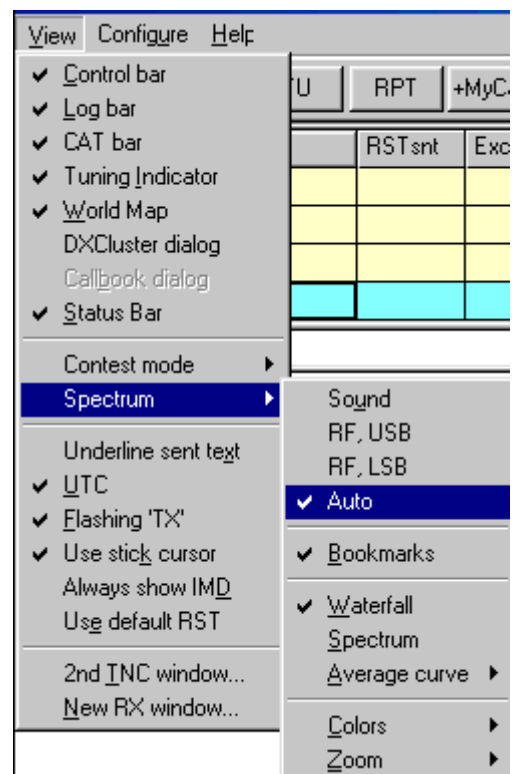 View Configure Help
TU RPT +MyCa
RSTsnt Exc
Control bar
Log bar
CAT bar
Tuning Indicator
World Map
DXCluster dialog
Callbook dialog
Status Bar
Contest mode
Spectrum
Underline sent text
UTC
Flashing 'TX'
Use stick cursor
Always show IMD
Use default RST
2nd TNC window...
New RX window...
Sound
RF, USB
RF, LSB
Auto
Bookmarks
Waterfall
Spectrum
Average curve
Colors
Zoom